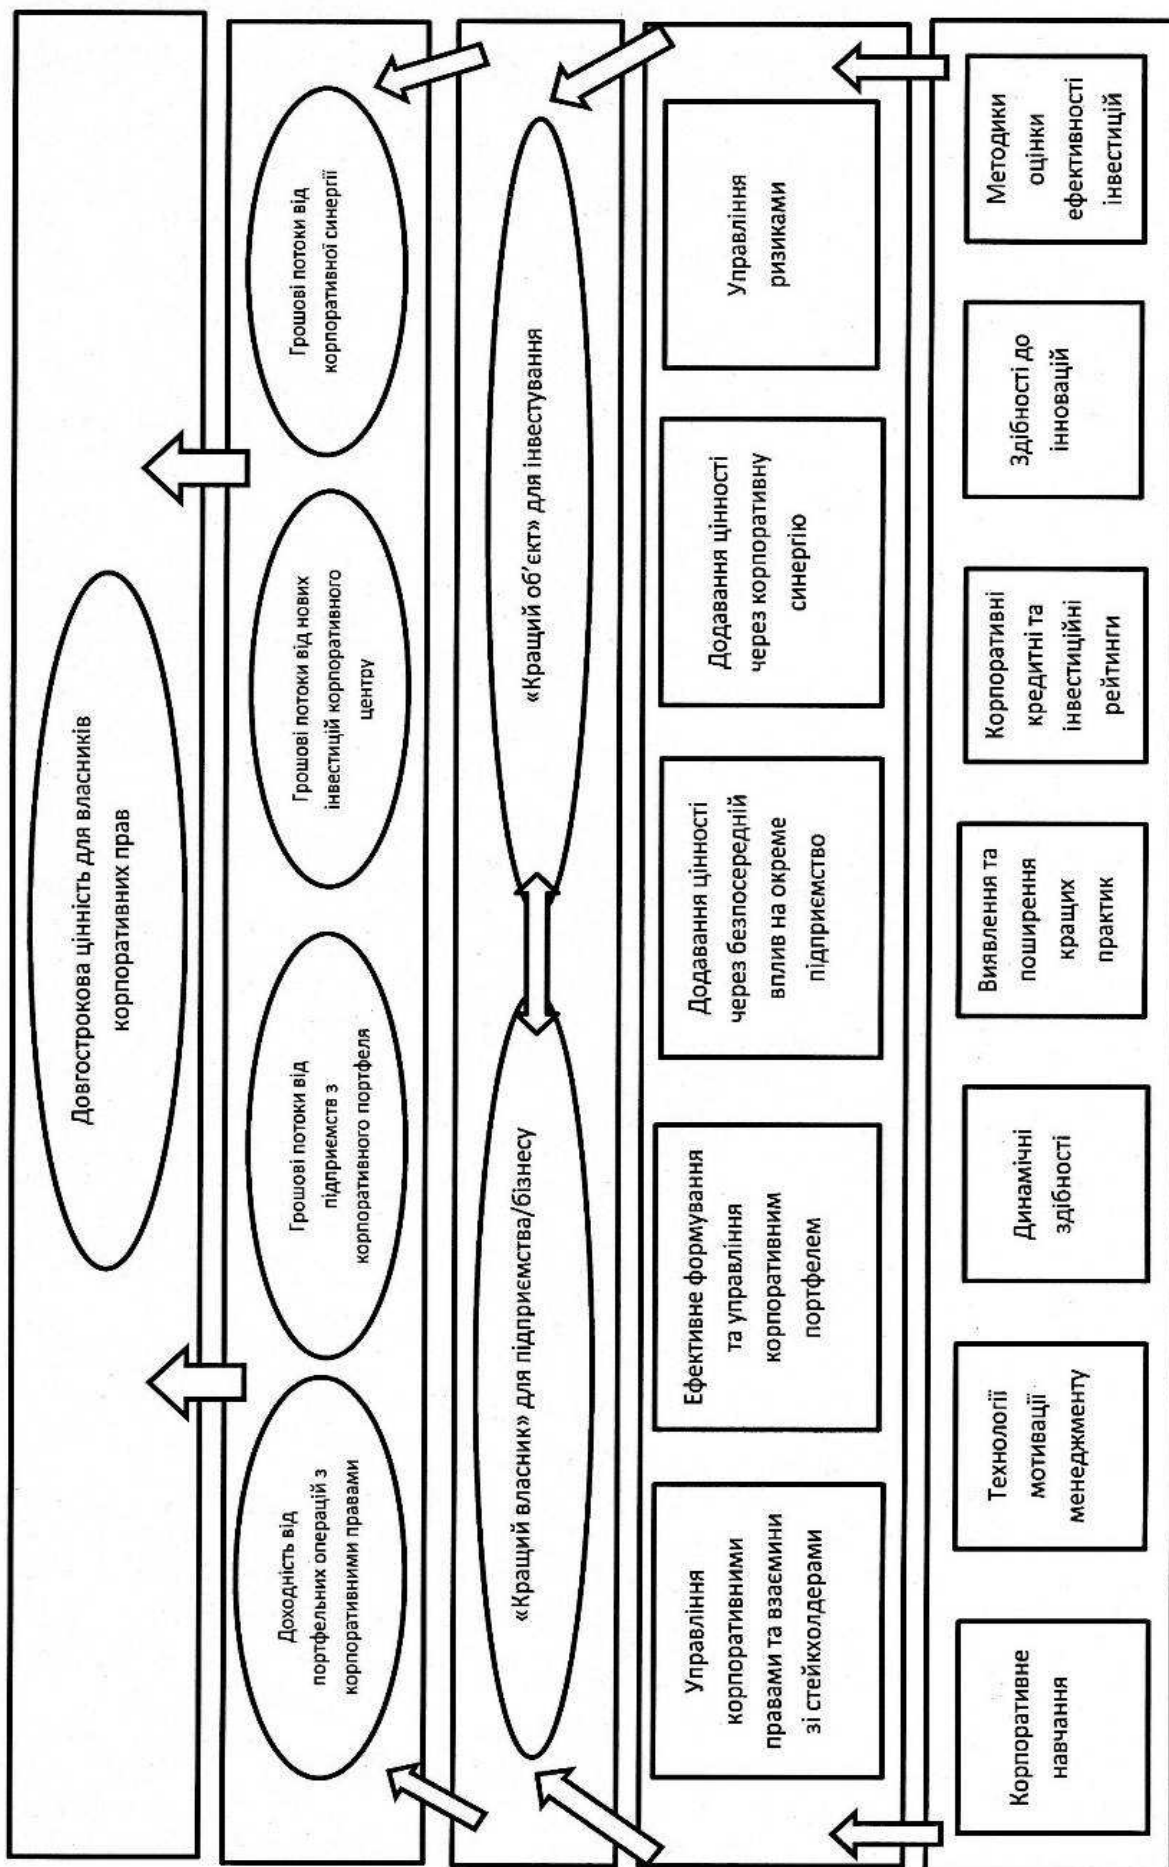 Довгострокова цінність для власників
корпоративних прав
Доходність від
портфельних операцій з
корпоративними правами
Грошові потоки від
підприємств з
корпоративного портфеля
Грошові потоки від нових
інвестицій корпоративного
центру
Грошові потоки від
корпоративної синергії
«Кращий власник» для підприємства/бізнесу
«Кращий об’єкт» для інвестування
Управління
корпоративними
правами та взаємини
зі стейкхолдерами
Ефективне формування
та управління
корпоративним
портфелем
Додавання цінності
через безпосередній
вплив на окреме
підприємство
Додавання цінності
через корпоративну
синергію
Управління
ризиками
Корпоративне
навчання
Технології
мотивації
менеджменту
Динамічні
здібності
Виявлення та
поширення
кращих
практик
Корпоративні
кредитні та
інвестиційні
рейтинги
Здібності до
інновацій
Методики
оцінки
ефективності
інвестицій